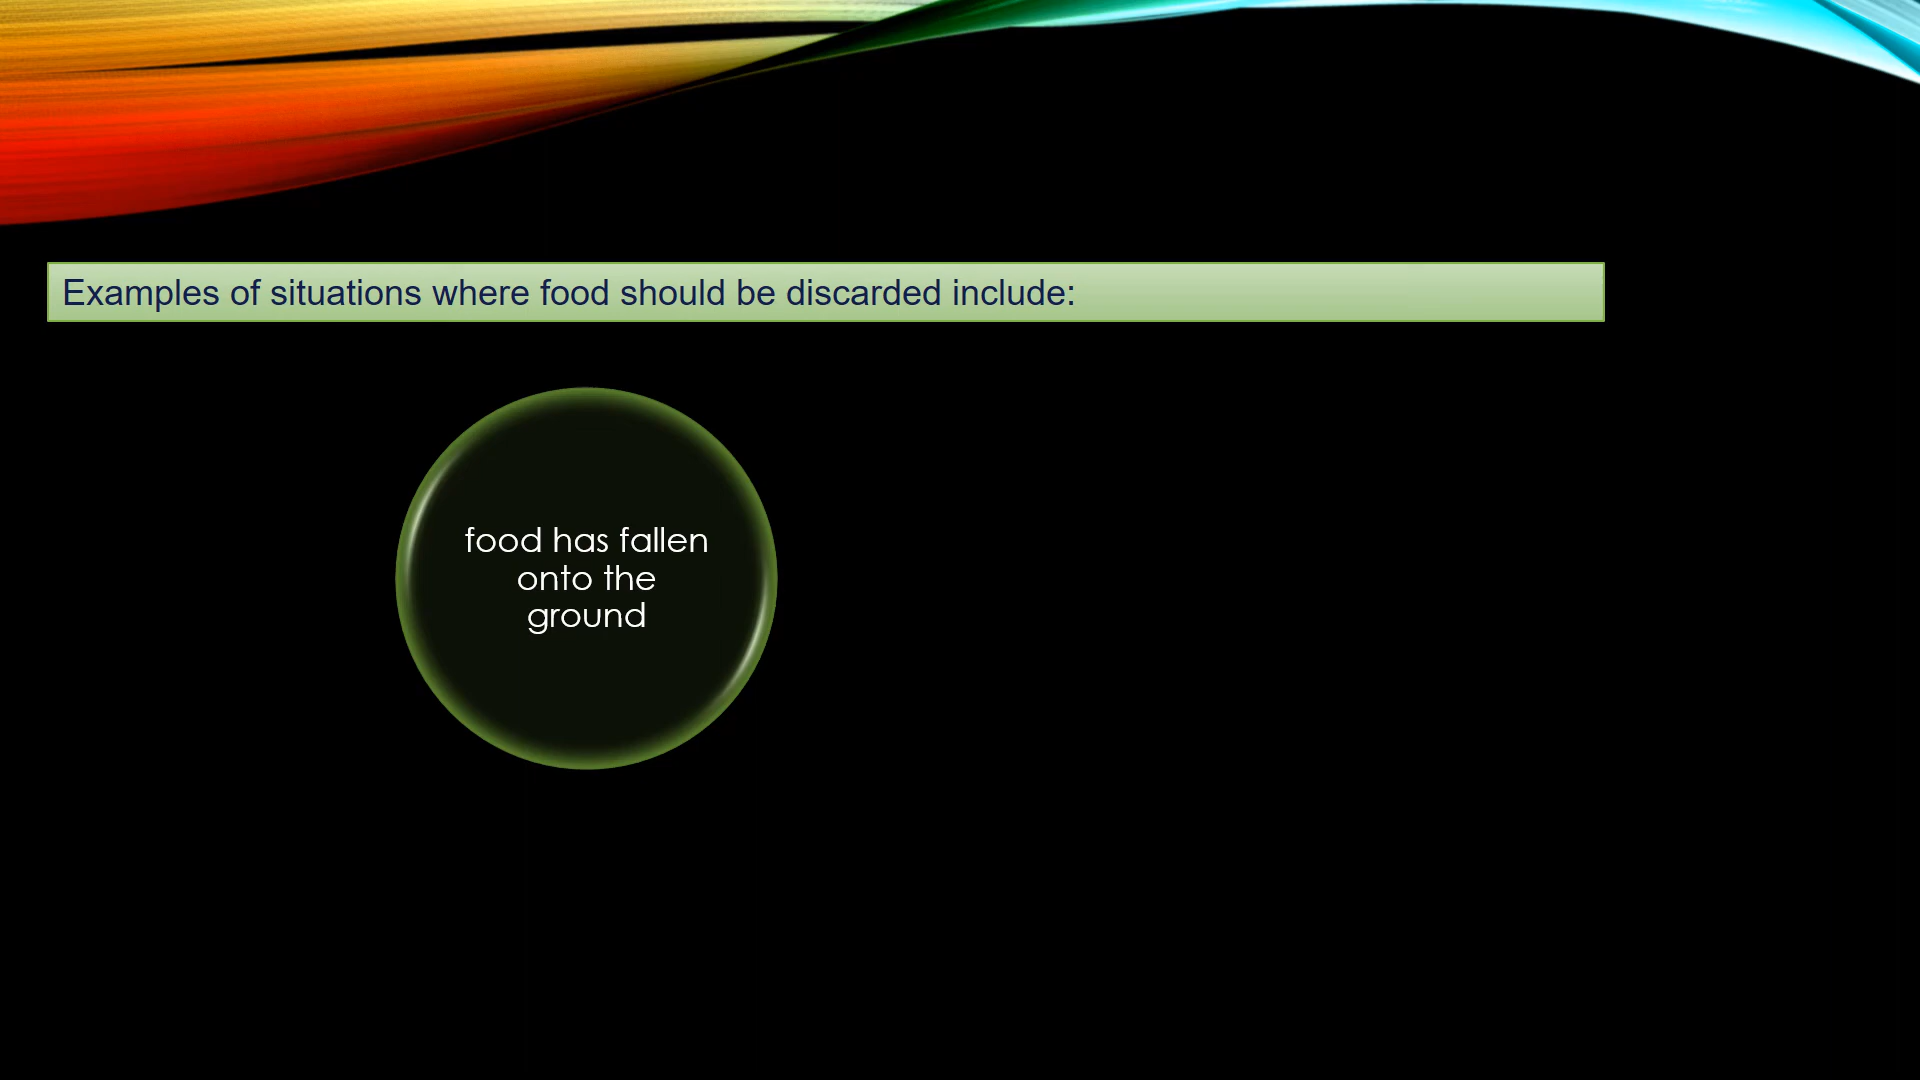 Examples of situations where food should be discarded include:
food has fallen
onto the
ground